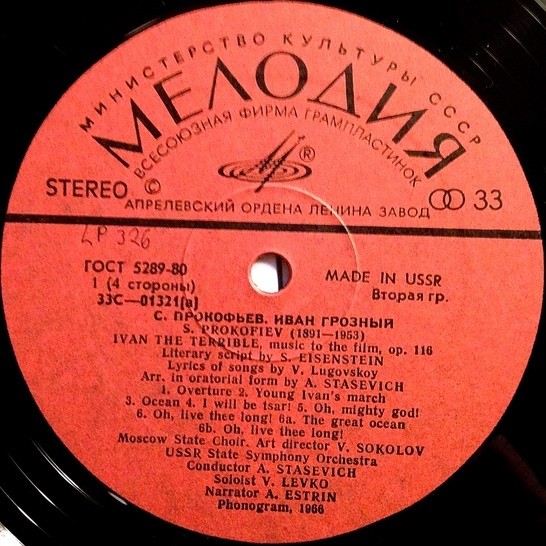 МИНИСТЕРСТВО КУЛЬТУРЫ СССР
МЕЛОДИЯ
ВСЕСОЮЗНАЯ ФИРМА ГРАМПЛАСТИНОК
®
STEREO © 33
АПРЕЛЕВСКИЙ ОРДЕНА ЛЕНИНА ЗАВОД
LP 326
ГОСТ 5289-80
MADE IN USSR
1 (4 стороны)
Вторая гр.
33С—01321(а)
С. ПРОКОФЬЕВ. ИВАН ГРОЗНЫЙ
S. PROKOFIEV (1891—1953)
IVAN THE TERRIBLE, music to the film, op. 116
Literary script by S. EISENSTEIN
Lyrics of songs by V. Lugovskoy
Arr. in oratorial form by A. STASEVICH
1. Overture 2. Young Ivan's march
3. Ocean 4. I will be tsar! 5. Oh, mighty god!
6. Oh, live thee long! 6a. The great ocean
6b. Oh, live thee long!
Moscow State Choir. Art director V. SOKOLOV
USSR State Symphony Orchestra
Conductor A. STASEVICH
Soloist V. LEVKO
Narrator A. ESTRIN
Phonogram, 1966